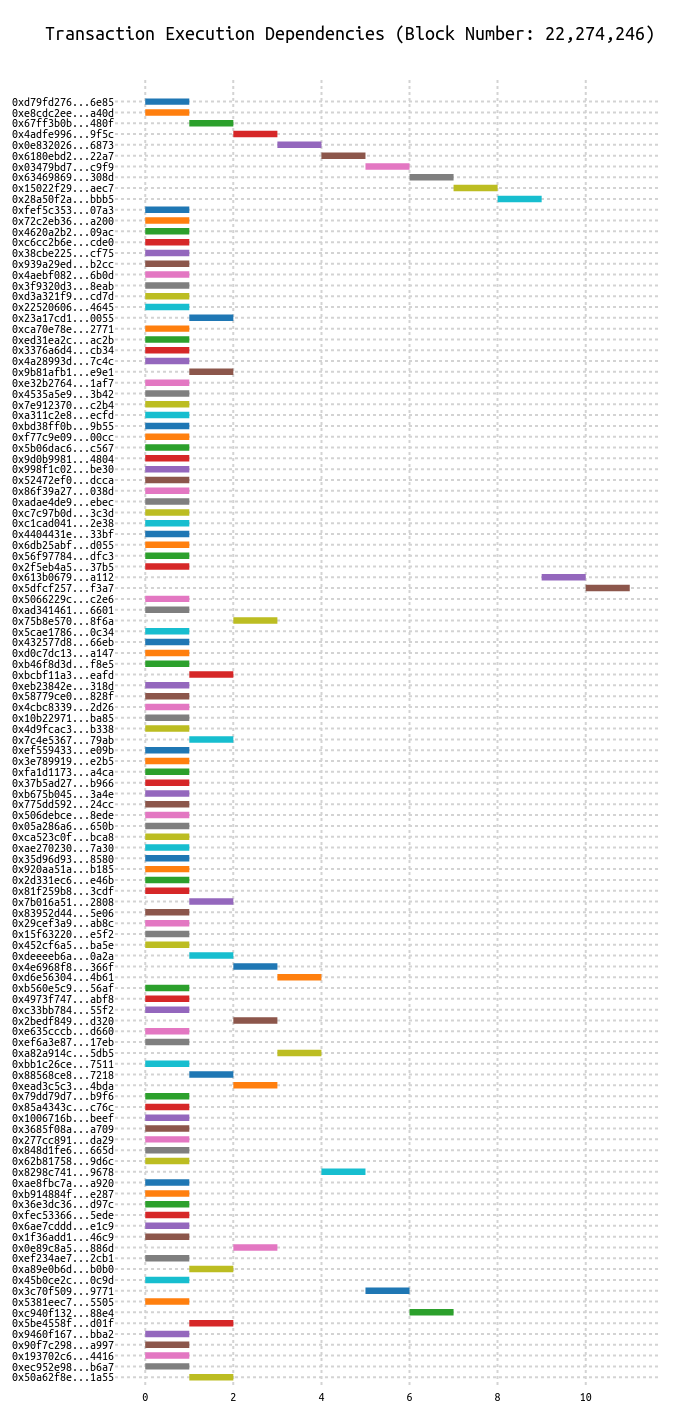 Transaction Execution Dependencies (Block Number: 22,274,246)
0xd79fd276...6e85
0xe8cdc2ee...a40d
0x67ff3b0b...480f
0x4adfe996...9f5c
0x0e832026...6873
0x6180ebd2...22a7
0x03479bd7...c9f9
0x63469869...308d
0x15022f29...aec7
0x28a50f2a...bbb5
0xfef5c353...07a3
0x72c2eb36...a200
0x4620a2b2...09ac
0xc6cc2b6e...cde0
0x38cbe225...cf75
0x939a29ed...b2cc
0x4aebf082...6b0d
0x3f9320d3...8eab
0xd3a321f9...cd7d
0x22520606...4645
0x23a17cd1...0055
0xca70e78e...2771
0xed31ea2c...ac2b
0x3376a6d4...cb34
0x4a28993d...7c4c
0x9b81afb1...e9e1
0xe32b2764...1af7
0x4535a5e9...3b42
0x7e912370...c2b4
0xa311c2e8...ecfd
0xbd38ff0b...9b55
0xf77c9e09...00cc
0x5b06dac6...c567
0x9d0b9981...4804
0x998f1c02...be30
0x52472ef0...dcca
0x86f39a27...038d
0xadae4de9...ebec
0xc7c97b0d...3c3d
0xc1cad041...2e38
0x4404431e...33bf
0x6db25abf...d055
0x56f97784...dfc3
0x2f5eb4a5...37b5
0x613b0679...a112
0x5dfcf257...f3a7
0x5066229c...c2e6
0xad341461...6601
0x75b8e570...8f6a
0x5cae1786...0c34
0x432577d8...66eb
0xd0c7dc13...a147
0xb46f8d3d...f8e5
0xbcbf11a3...eafd
0xeb23842e...318d
0x58779ce0...828f
0x4cbc8339...2d26
0x10b22971...ba85
0x4d9fcac3...b338
0x7c4e5367...79ab
0xef559433...e09b
0x3e789919...e2b5
0xfa1d1173...a4ca
0x37b5ad27...b966
0xb675b045...3a4e
0x775dd592...24cc
0x506debce...8ede
0x05a286a6...650b
0xca523c0f...bca8
0xae270230...7a30
0x35d96d93...8580
0x920aa51a...b185
0x2d331ec6...e46b
0x81f259b8...3cdf
0x7b016a51...2808
0x83952d44...5e06
0x29cef3a9...ab8c
0x15f63220...e5f2
0x452cf6a5...ba5e
0xdeeeeb6a...0a2a
0x4e6968f8...366f
0xd6e56304...4b61
0xb560e5c9...56af
0x4973f747...abf8
0xc33bb784...55f2
0x2bedf849...d320
0xe635cccb...d660
0xef6a3e87...17eb
0xa82a914c...5db5
0xbb1c26ce...7511
0x88568ce8...7218
0xead3c5c3...4bda
0x79dd79d7...b9f6
0x85a4343c...c76c
0x1006716b...beef
0x3685f08a...a709
0x277cc891...da29
0x848d1fe6...665d
0x62b81758...9d6c
0x8298c741...9678
0xae8fbc7a...a920
0xb914884f...e287
0x36e3dc36...d97c
0xfec53366...5ede
0x6ae7cddd...e1c9
0x1f36add1...46c9
0x0e89c8a5...886d
0xef234ae7...2cb1
0xa89e0b6d...b0b0
0x45b0ce2c...0c9d
0x3c70f509...9771
0x5381eec7...5505
0xc940f132...88e4
0x5be4558f...d01f
0x9460f167...bba2
0x90f7c298...a997
0x193702c6...4416
0xec952e98...b6a7
0x50a62f8e...1a55
0 2 4 6 8 10